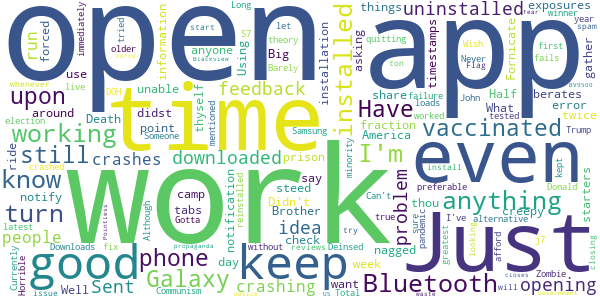 open app
time
work
Just
even
good
keep
still
working
know
turn
upon
phone
Galaxy
feedback
installed
uninstalled
Have
vaccinated
I'm
anything
Bluetooth
opening
problem
run
forced
downloaded
crashes
people
Sent
crashing
idea
notification
Brother
check
Big
Using
anyone
information
immediately
older
tried
Long
start
let
theory
S7
Barely
quitting
ton
Blackview
whenever
live
use
OOH
unable
installation
asking
things
share
timestamps
exposures
winner
year
spam
Wish
Never
Flag
Fornicate
gather
first
fails
Half
berates
What
error
twice
John
failure
loads
worked
tested
Trump
election
around
Death
didst
point
Someone
thyself
mentioned
Samsung
America
fraction
minority
ride
crashed
notify
camp
tabs
Gotta
prison
steed
say
Didn't
reinstalled
Although
Pointless
latest
Currently
Horrible
Downloads
fix
issue
Well
Communism
propaganda
day
without
reviews
Deinsed
us
Total
week
want
true
Can't
nagged
thou
sure
pandemic
I've
greatest
alternative
looking
afford
creepy
preferable
install
kept
Donald
starters
J7
Zombie
will
closes
closing